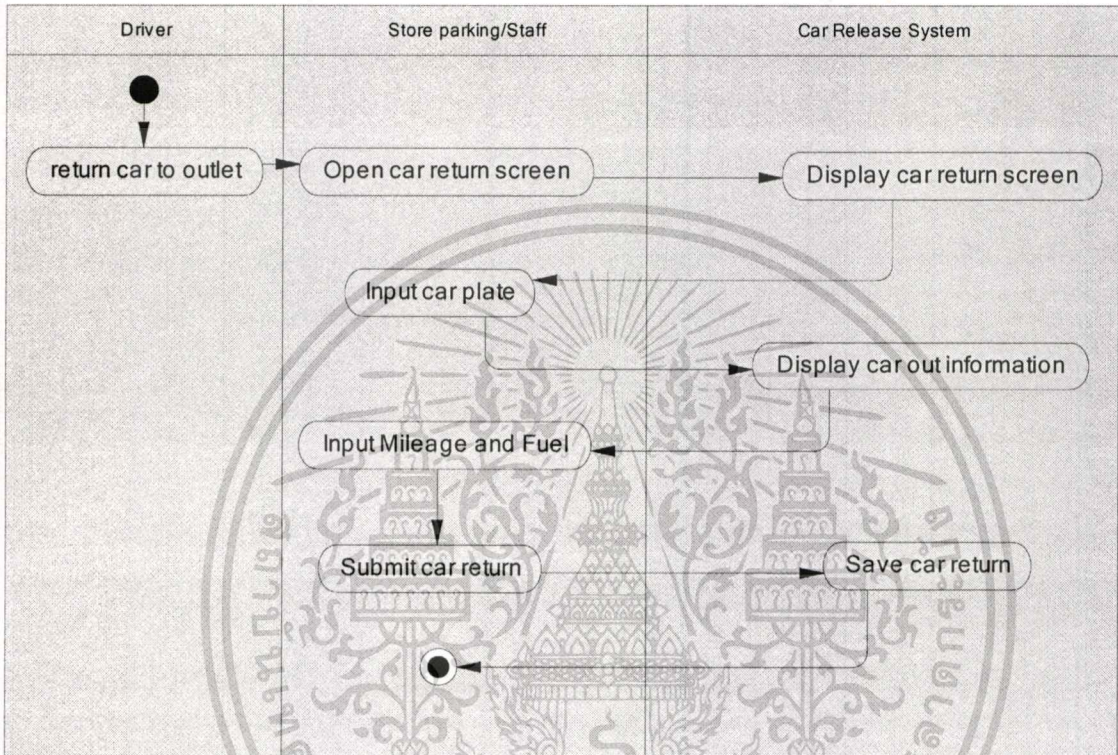 Driver
Store parking/Staff
Car Release System
return car to outlet
Open car return screen
Display car return screen
Input car plate
Display car out information
Input Mileage and Fuel
Submit car return
Save car return